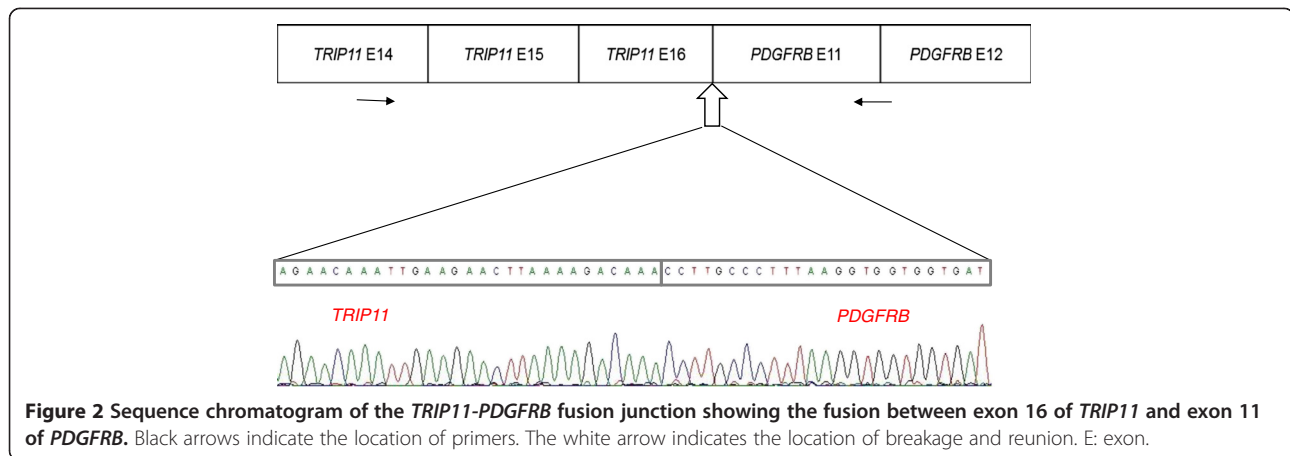 TRIP11 E14 TRIP11 E15 TRIP11 E16 PDGFRB E11 PDGFRB E12
A G A A C A A A T T G A A G A A C T T A A A A G A C A A A C C T T G C C C T T T A A G G T G G T G G T G A T
TRIP11 PDGFRB
Figure 2 Sequence chromatogram of the TRIP11-PDGFRB fusion junction showing the fusion between exon 16 of TRIP11 and exon 11
of PDGFRB. Black arrows indicate the location of primers. The white arrow indicates the location of breakage and reunion. E: exon.